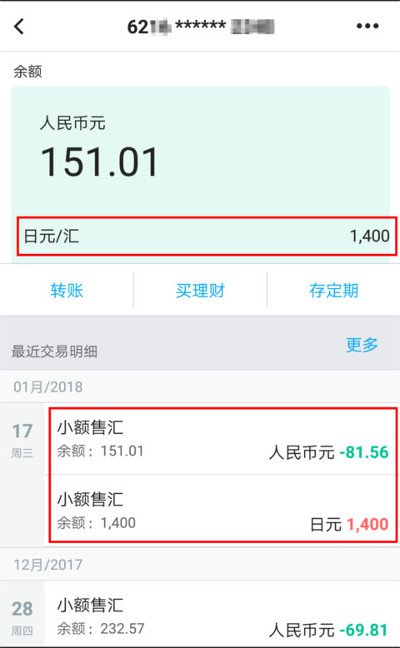 62 ******
余额
人民币元
151.01
日元/汇 1,400
转账 买理财 存定期
最近交易明细 更多
01月/2018
17 小额售汇
周三 余额：151.01 人民币元 -81.56
小额售汇
余额：1,400 日元 1,400
12月/2017
28 小额售汇
周四 余额：232.57 人民币元 -69.81